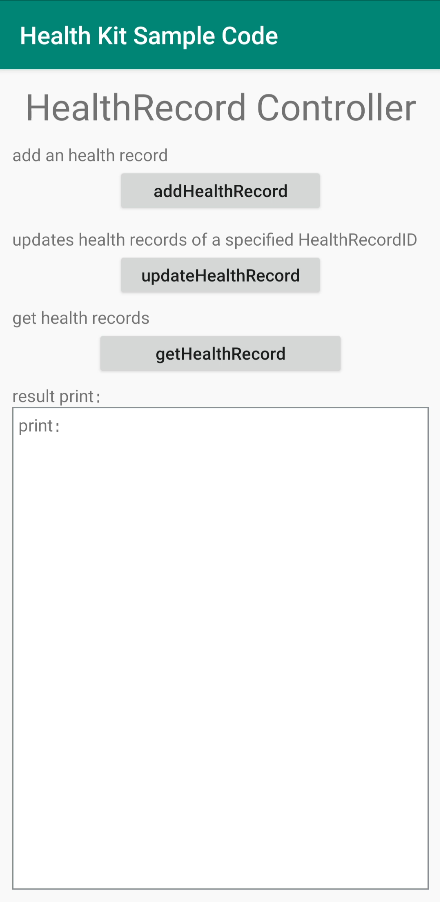 Health Kit Sample Code
HealthRecord Controller
add an health record
addHealthRecord
updates health records of a specified HealthRecordID
updateHealthRecord
get health records
getHealthRecord
result print：
print：